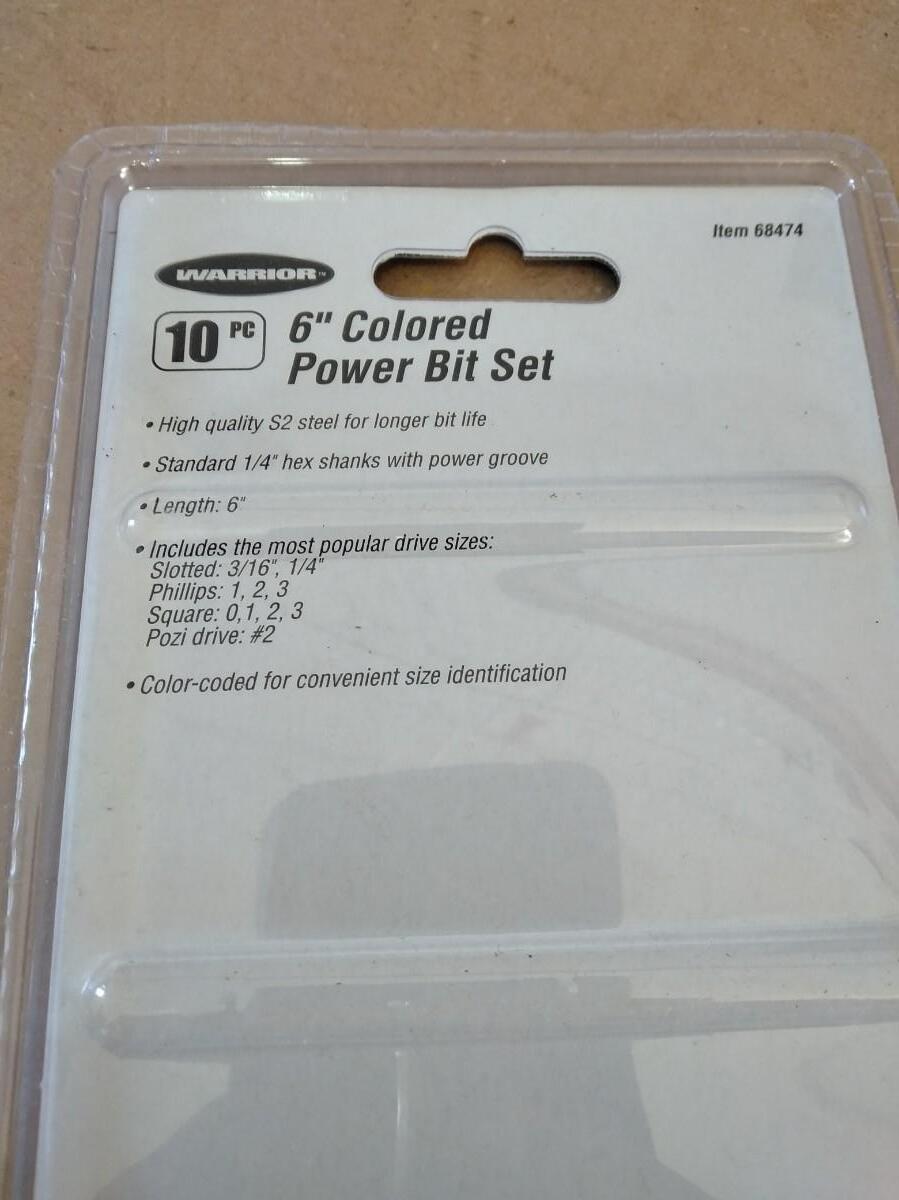 Item 68474
WARRIOR™
10 PC
6" Colored
Power Bit Set
• High quality S2 steel for longer bit life
• Standard 1/4" hex shanks with power groove
• Length: 6"
• Includes the most popular drive sizes:
Slotted: 3/16", 1/4"
Phillips: 1, 2, 3
Square: 0,1, 2, 3
Pozi drive: #2
• Color-coded for convenient size identification